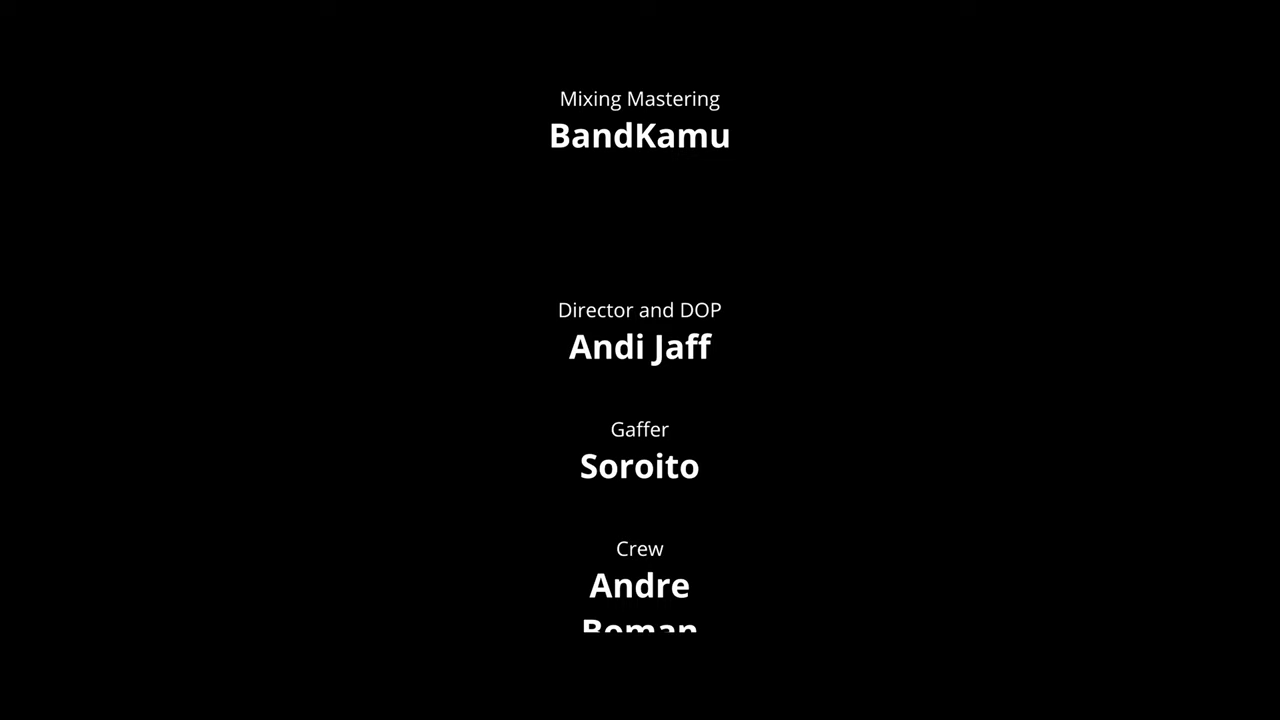 Mixing Mastering
BandKamu
Director and DOP
Andi Jaff
Gaffer
Soroito
Crew
Andre